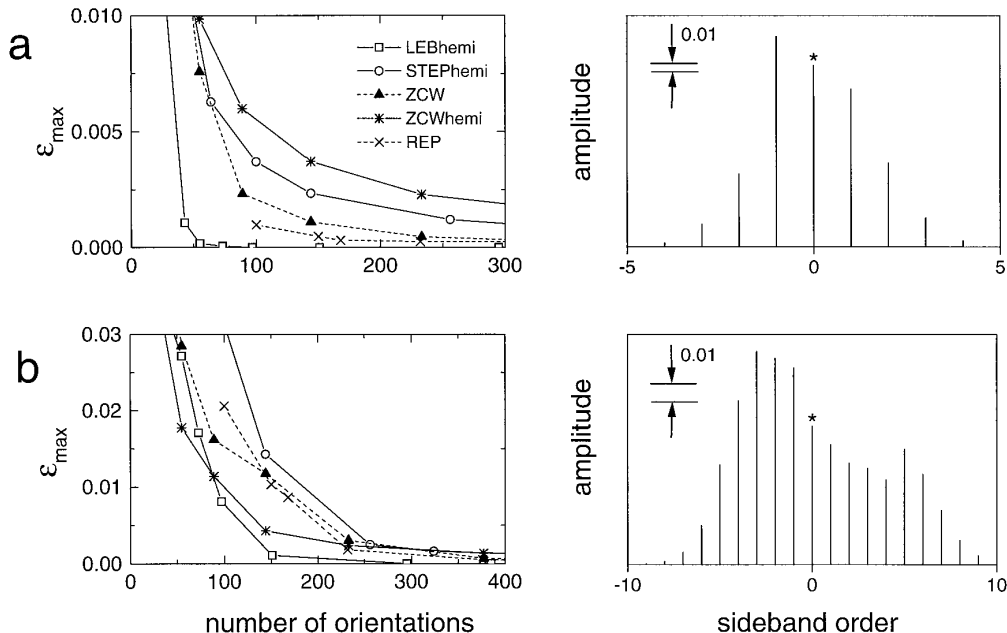 a
0.010
0.005
0.000
ε max
0 100 200 300
LEBhemi
STEPhemi
ZCW
ZCWhemi
REP
0.01
*
amplitude
-5 0 5
b
0.03
0.02
0.01
0.00
ε max
0 100 200 300 400
number of orientations
0.01
*
amplitude
-10 0 10
sideband order